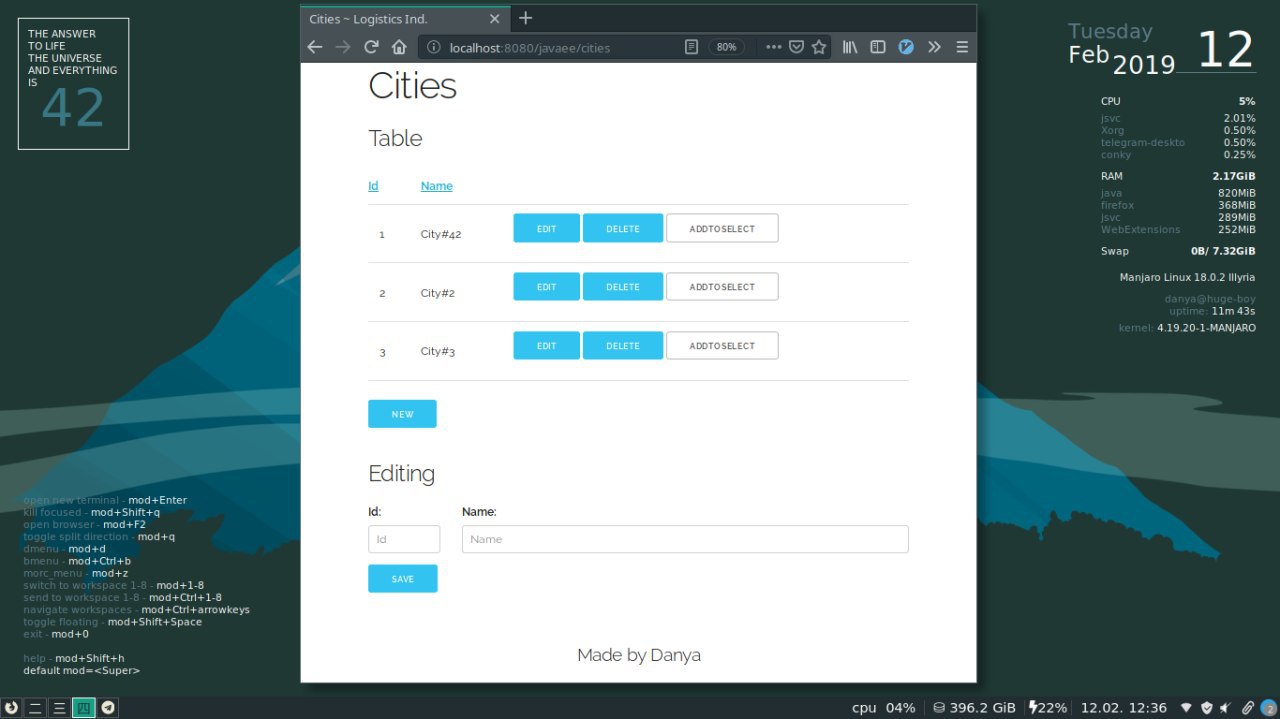 THE ANSWER
TO LIFE
THE UNIVERSE
AND EVERYTHING
IS
42
Cities ~ Logistics Ind.
localhost:8080/javaee/cities
80%
Cities
Table
Id Name
1 City#42 EDIT DELETE ADDTOSELECT
2 City#2 EDIT DELETE ADDTOSELECT
3 City#3 EDIT DELETE ADDTOSELECT
NEW
Editing
Id: Name:
Id Name
SAVE
Made by Danya
Tuesday
Feb 2019 12
CPU 5%
jsvc 2.01%
Xorg 0.50%
telegram-deskto 0.50%
conky 0.25%
RAM 2.17GiB
java 820MiB
firefox 368MiB
jsvc 289MiB
WebExtensions 252MiB
Swap 0B/ 7.32GiB
Manjaro Linux 18.0.2 Illyria
danya@huge-boy
uptime: 11m 43s
kernel: 4.19.20-1-MANJARO
open new terminal - mod+Enter
kill focused - mod+Shift+q
open browser - mod+F2
toggle split direction - mod+q
dmenu - mod+d
bmenu - mod+Ctrl+b
morc_menu - mod+z
switch to workspace 1-8 - mod+1-8
send to workspace 1-8 - mod+Ctrl+1-8
navigate workspaces - mod+Ctrl+arrowkeys
toggle floating - mod+Shift+Space
exit - mod+0
help - mod+Shift+h
default mod=<Super>
二 三 四 cpu 04% 396.2 GiB 22% 12.02. 12:36 2